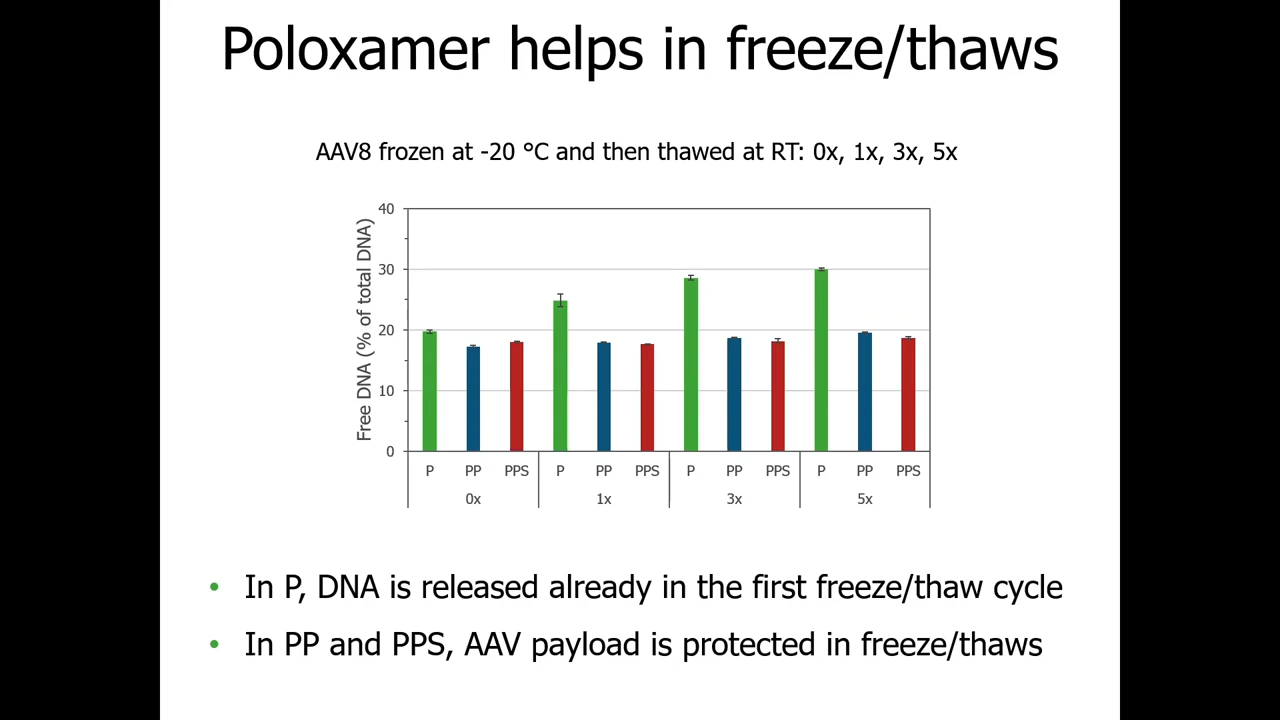 Poloxamer helps in freeze/thaws
AAV8 frozen at -20 °C and then thawed at RT: 0x, 1x, 3x, 5x
Free DNA (% of total DNA)
40
30
20
10
0
P PP PPS P PP PPS P PP PPS P PP PPS
0x 1x 3x 5x
• In P, DNA is released already in the first freeze/thaw cycle
• In PP and PPS, AAV payload is protected in freeze/thaws